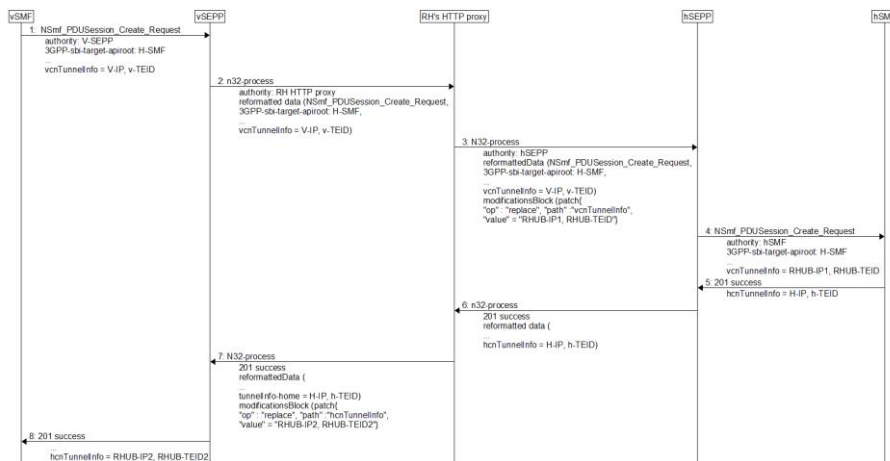 vSMF
vSEPP
RH's HTTP proxy
hSEPP
hSM
1: NSmf_PDUSession_Create_Request
authority: V-SEPP
3GPP-sbi-target-apiroot: H-SMF
...
vcnTunnelInfo = V-IP, v-TEID
2: n32-process
authority: RH HTTP proxy
reformatted data (NSmf_PDUSession_Create_Request,
3GPP-sbi-target-apiroot: H-SMF,
...
vcnTunnelInfo = V-IP, v-TEID)
3: N32-process
authority: hSEPP
reformattedData (NSmf_PDUSession_Create_Request,
3GPP-sbi-target-apiroot: H-SMF,
...
vcnTunnelInfo = V-IP, v-TEID)
modificationsBlock (patch{
"op" : "replace", "path" :"vcnTunnelInfo",
"value" = "RHUB-IP1, RHUB-TEID"}
4: NSmf_PDUSession_Create_Request
authority: hSMF
3GPP-sbi-target-apiroot: H-SMF
...
vcnTunnelInfo = RHUB-IP1, RHUB-TEID
5: 201 success
hcnTunnelInfo = H-IP, h-TEID
6: n32-process
201 success
reformatted data (
...
hcnTunnelInfo = H-IP, h-TEID)
7: N32-process
201 success
reformattedData (
...
tunnelInfo-home = H-IP, h-TEID)
modificationsBlock (patch{
"op" : "replace", "path" :"hcnTunnelInfo",
"value" = "RHUB-IP2, RHUB-TEID2"}
8: 201 success
...
hcnTunnelInfo = RHUB-IP2, RHUB-TEID2